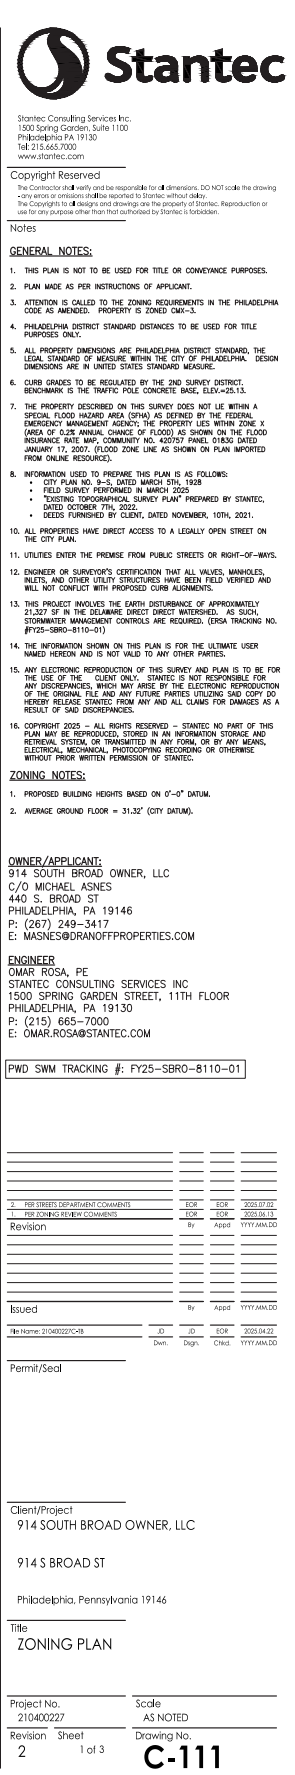 Stantec
Stantec Consulting Services Inc.
1500 Spring Garden, Suite 1100
Philadelphia PA 19130
Tel: 215.665.7000
www.stantec.com
Copyright Reserved
The Contractor shall verify and be responsible for all dimensions. DO NOT scale the drawing
- any errors or omissions shall be reported to Stantec without delay.
The Copyrights to all designs and drawings are the property of Stantec. Reproduction or
use for any purpose other than that authorized by Stantec is forbidden.
Notes
GENERAL NOTES:
1. THIS PLAN IS NOT TO BE USED FOR TITLE OR CONVEYANCE PURPOSES.
2. PLAN MADE AS PER INSTRUCTIONS OF APPLICANT.
3. ATTENTION IS CALLED TO THE ZONING REQUIREMENTS IN THE PHILADELPHIA
CODE AS AMENDED. PROPERTY IS ZONED CMX-3.
4. PHILADELPHIA DISTRICT STANDARD DISTANCES TO BE USED FOR TITLE
PURPOSES ONLY.
5. ALL PROPERTY DIMENSIONS ARE PHILADELPHIA DISTRICT STANDARD, THE
LEGAL STANDARD OF MEASURE WITHIN THE CITY OF PHILADELPHIA. DESIGN
DIMENSIONS ARE IN UNITED STATES STANDARD MEASURE.
6. CURB GRADES TO BE REGULATED BY THE 2ND SURVEY DISTRICT.
BENCHMARK IS THE TRAFFIC POLE CONCRETE BASE, ELEV.=25.13.
7. THE PROPERTY DESCRIBED ON THIS SURVEY DOES NOT LIE WITHIN A
SPECIAL FLOOD HAZARD AREA (SFHA) AS DEFINED BY THE FEDERAL
EMERGENCY MANAGEMENT AGENCY; THE PROPERTY LIES WITHIN ZONE X
(AREA OF 0.2% ANNUAL CHANCE OF FLOOD) AS SHOWN ON THE FLOOD
INSURANCE RATE MAP, COMMUNITY NO. 420757 PANEL 0183G DATED
JANUARY 17, 2007. (FLOOD ZONE LINE AS SHOWN ON PLAN IMPORTED
FROM ONLINE RESOURCE).
8. INFORMATION USED TO PREPARE THIS PLAN IS AS FOLLOWS:
• CITY PLAN NO. 9-S, DATED MARCH 5TH, 1928
• FIELD SURVEY PERFORMED IN MARCH 2025
• "EXISTING TOPOGRAPHICAL SURVEY PLAN" PREPARED BY STANTEC,
DATED OCTOBER 7TH, 2022.
• DEEDS FURNISHED BY CLIENT, DATED NOVEMBER, 10TH, 2021.
10. ALL PROPERTIES HAVE DIRECT ACCESS TO A LEGALLY OPEN STREET ON
THE CITY PLAN.
11. UTILITIES ENTER THE PREMISE FROM PUBLIC STREETS OR RIGHT-OF-WAYS.
12. ENGINEER OR SURVEYOR'S CERTIFICATION THAT ALL VALVES, MANHOLES,
INLETS, AND OTHER UTILITY STRUCTURES HAVE BEEN FIELD VERIFIED AND
WILL NOT CONFLICT WITH PROPOSED CURB ALIGNMENTS.
13. THIS PROJECT INVOLVES THE EARTH DISTURBANCE OF APPROXIMATELY
21,327 SF IN THE DELAWARE DIRECT DIRECT WATERSHED. AS SUCH,
STORMWATER MANAGEMENT CONTROLS ARE REQUIRED. (ERSA TRACKING NO.
#FY25-SBRO-8110-01)
14. THE INFORMATION SHOWN ON THIS PLAN IS FOR THE ULTIMATE USER
NAMED HEREON AND IS NOT VALID TO ANY OTHER PARTIES.
15. ANY ELECTRONIC REPRODUCTION OF THIS SURVEY AND PLAN IS TO BE FOR
THE USE OF THE CLIENT ONLY. STANTEC IS NOT RESPONSIBLE FOR
ANY DISCREPANCIES, WHICH MAY ARISE BY THE ELECTRONIC REPRODUCTION
OF THE ORIGINAL FILE AND ANY FUTURE PARTIES UTILIZING SAID COPY DO
HEREBY RELEASE STANTEC FROM ANY AND ALL CLAIMS FOR DAMAGES AS A
RESULT OF SAID DISCREPANCIES.
16. COPYRIGHT 2025 - ALL RIGHTS RESERVED - STANTEC NO PART OF THIS
PLAN MAY BE REPRODUCED, STORED IN AN INFORMATION STORAGE AND
RETRIEVAL SYSTEM, OR TRANSMITTED IN ANY FORM, OR BY ANY MEANS,
ELECTRICAL, MECHANICAL, PHOTOCOPYING RECORDING OR OTHERWISE
WITHOUT PRIOR WRITTEN PERMISSION OF STANTEC.
ZONING NOTES:
1. PROPOSED BUILDING HEIGHTS BASED ON 0'-0" DATUM.
2. AVERAGE GROUND FLOOR = 31.32' (CITY DATUM).
OWNER/APPLICANT:
914 SOUTH BROAD OWNER, LLC
C/O MICHAEL ASNES
440 S. BROAD ST
PHILADELPHIA, PA 19146
P: (267) 249-3417
E: MASNES@DRANOFFPROPERTIES.COM
ENGINEER
OMAR ROSA, PE
STANTEC CONSULTING SERVICES INC
1500 SPRING GARDEN STREET, 11TH FLOOR
PHILADELPHIA, PA 19130
P: (215) 665-7000
E: OMAR.ROSA@STANTEC.COM
PWD SWM TRACKING #: FY25-SBRO-8110-01
2. PER STREETS DEPARTMENT COMMENTS EOR EOR 2025.07.02
1. PER ZONING REVIEW COMMENTS EOR EOR 2025.06.13
Revision By Appd YYYY.MM.DD
Issued By Appd YYYY.MM.DD
File Name: 210400227C-TB JD JD EOR 2025.04.22
Dwn. Dsgn. Chkd. YYYY.MM.DD
Permit/Seal
Client/Project
914 SOUTH BROAD OWNER, LLC
914 S BROAD ST
Philadelphia, Pennsylvania 19146
Title
ZONING PLAN
Project No. Scale
210400227 AS NOTED
Revision Sheet Drawing No.
2 1 of 3 C-111